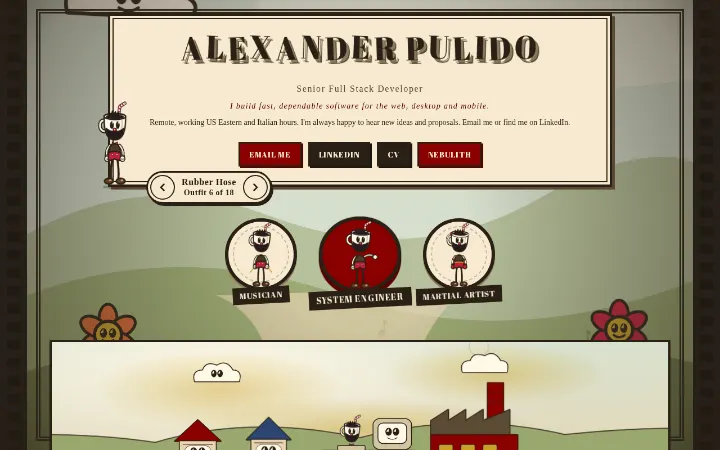 ALEXANDER PULIDO
Senior Full Stack Developer
I build fast, dependable software for the web, desktop and mobile.
Remote, working US Eastern and Italian hours. I'm always happy to hear new ideas and proposals. Email me or find me on LinkedIn.
EMAIL ME
LINKEDIN
CV
NEBULITH
Rubber Hose
Outfit 6 of 18
MUSICIAN
SYSTEM ENGINEER
MARTIAL ARTIST